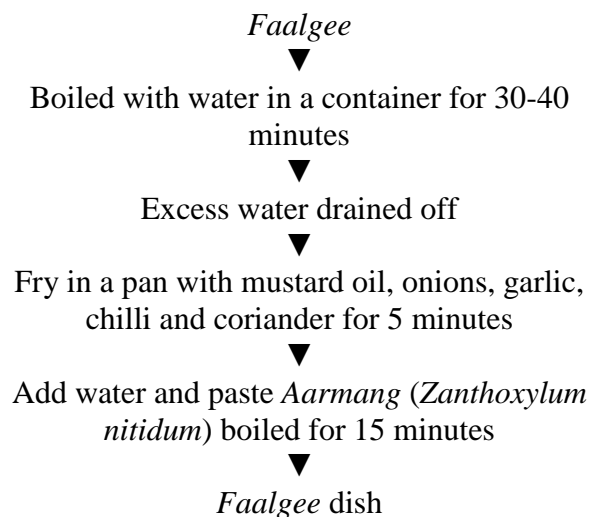 Faalgee
▼
Boiled with water in a container for 30-40
minutes
▼
Excess water drained off
▼
Fry in a pan with mustard oil, onions, garlic,
chilli and coriander for 5 minutes
▼
Add water and paste Aarmang (Zanthoxylum
nitidum) boiled for 15 minutes
▼
Faalgee dish